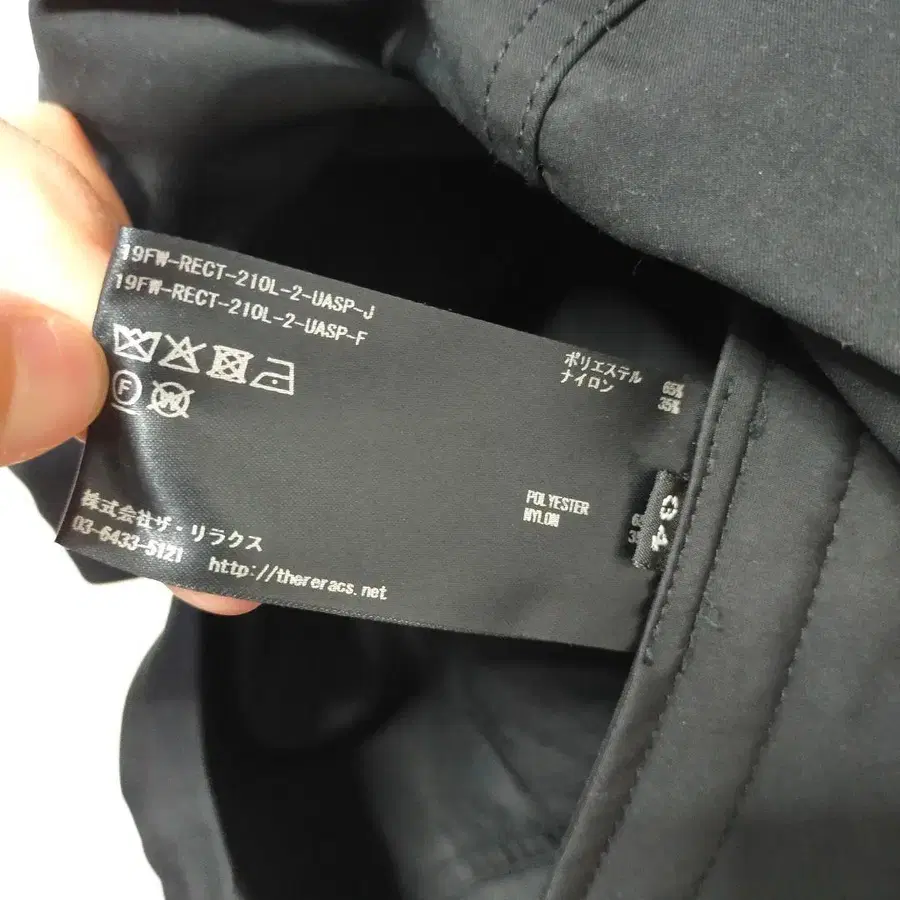 19FW-RECT-210L-2-UASP-J
19FW-RECT-210L-2-UASP-F
F
W
ポリエステル 65%
ナイロン 35%
POLYESTER
NYLON
04
株式会社ザ・リラクス
03-6433-5121
http://thereracs.net